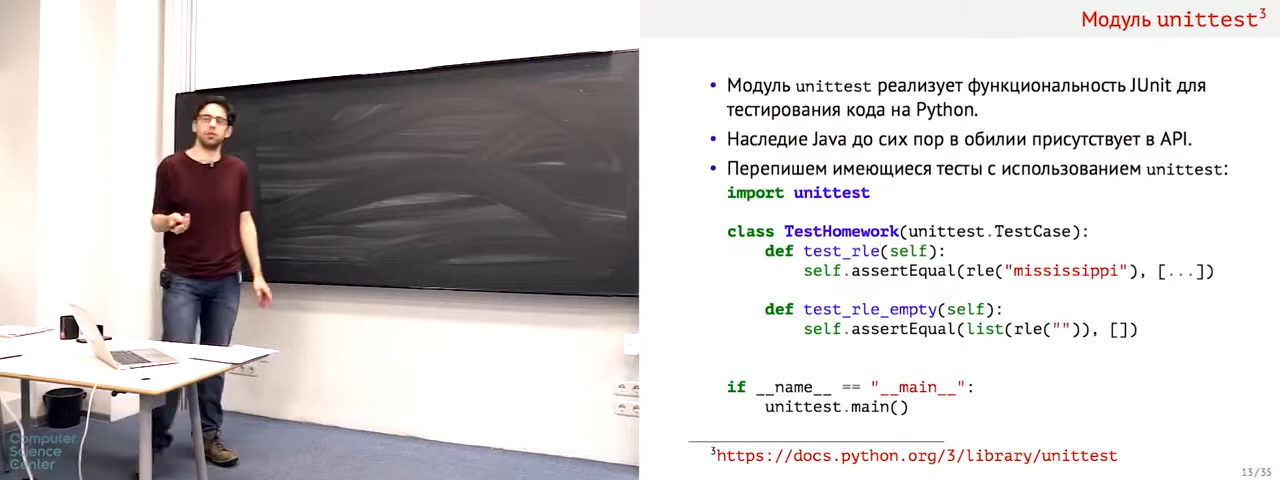 Модуль unittest³
• Модуль unittest реализует функциональность JUnit для
тестирования кода на Python.
• Наследие Java до сих пор в обилии присутствует в API.
• Перепишем имеющиеся тесты с использованием unittest:
import unittest
class TestHomework(unittest.TestCase):
def test_rle(self):
self.assertEqual(rle("mississippi"), [...])
def test_rle_empty(self):
self.assertEqual(list(rle("")), [])
if __name__ == "__main__":
unittest.main()
³https://docs.python.org/3/library/unittest
13/35
Computer
Science
Center